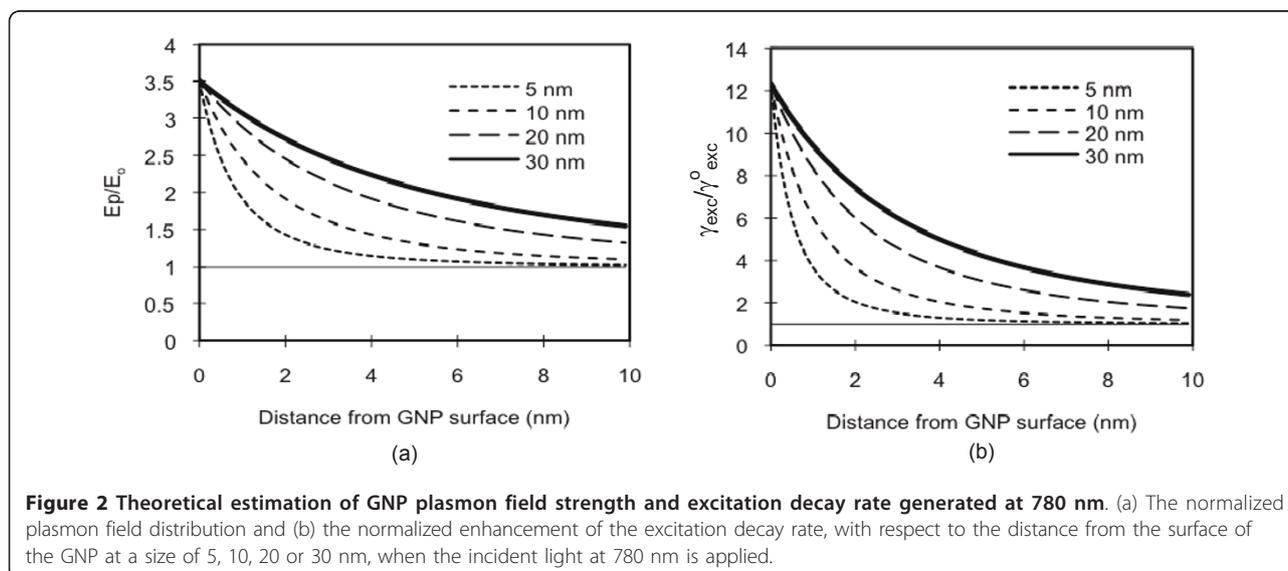 4
3.5
3
2.5
2
1.5
1
0.5
0
Ep/Eo
5 nm
10 nm
20 nm
30 nm
0 2 4 6 8 10
Distance from GNP surface (nm)
(a)
14
12
10
8
6
4
2
0
γexc/γ°exc
5 nm
10 nm
20 nm
30 nm
0 2 4 6 8 10
Distance from GNP surface (nm)
(b)
Figure 2 Theoretical estimation of GNP plasmon field strength and excitation decay rate generated at 780 nm. (a) The normalized
plasmon field distribution and (b) the normalized enhancement of the excitation decay rate, with respect to the distance from the surface of
the GNP at a size of 5, 10, 20 or 30 nm, when the incident light at 780 nm is applied.